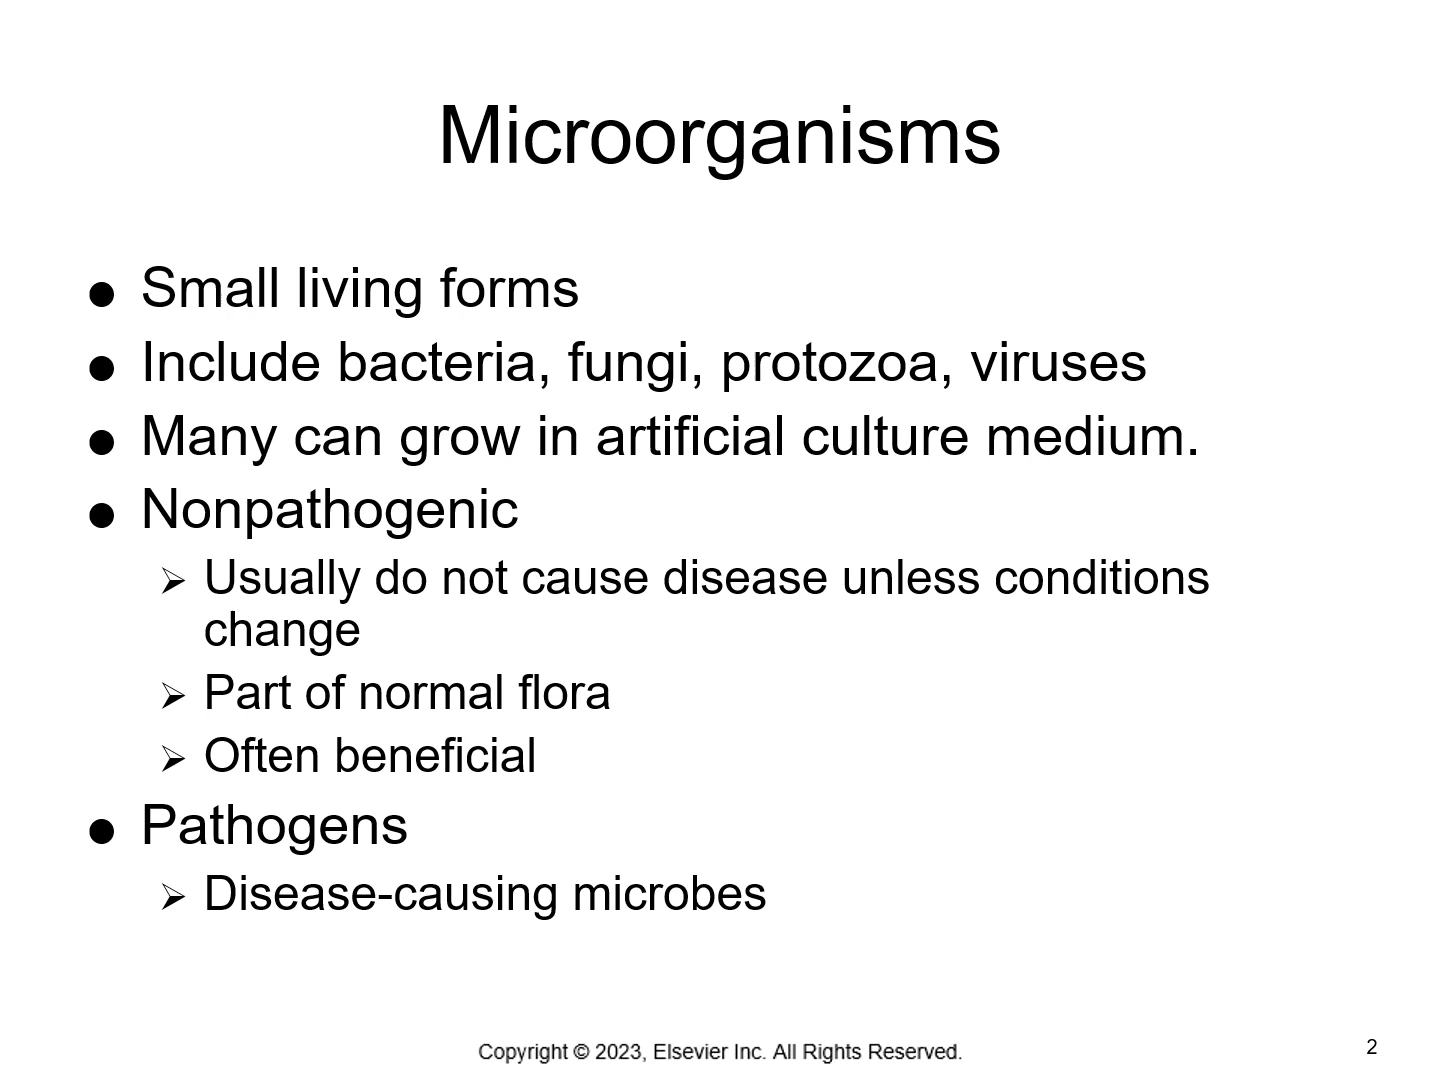 Microorganisms
● Small living forms
● Include bacteria, fungi, protozoa, viruses
● Many can grow in artificial culture medium.
● Nonpathogenic
➢ Usually do not cause disease unless conditions
change
➢ Part of normal flora
➢ Often beneficial
● Pathogens
➢ Disease-causing microbes
Copyright © 2023, Elsevier Inc. All Rights Reserved.
2